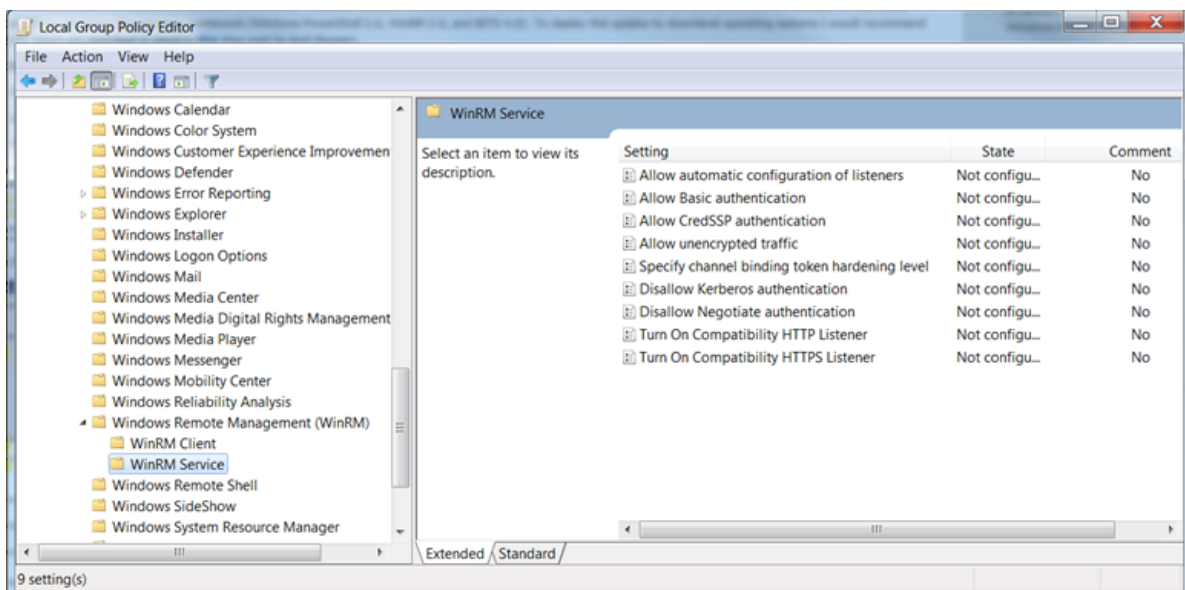 Local Group Policy Editor
File Action View Help
Windows Calendar
Windows Color System
Windows Customer Experience Improvemen
Windows Defender
Windows Error Reporting
Windows Explorer
Windows Installer
Windows Logon Options
Windows Mail
Windows Media Center
Windows Media Digital Rights Management
Windows Media Player
Windows Messenger
Windows Mobility Center
Windows Reliability Analysis
Windows Remote Management (WinRM)
WinRM Client
WinRM Service
Windows Remote Shell
Windows SideShow
Windows System Resource Manager
WinRM Service
Select an item to view its
description.
Setting State Comment
Allow automatic configuration of listeners Not configu... No
Allow Basic authentication Not configu... No
Allow CredSSP authentication Not configu... No
Allow unencrypted traffic Not configu... No
Specify channel binding token hardening level Not configu... No
Disallow Kerberos authentication Not configu... No
Disallow Negotiate authentication Not configu... No
Turn On Compatibility HTTP Listener Not configu... No
Turn On Compatibility HTTPS Listener Not configu... No
Extended Standard
9 setting(s)